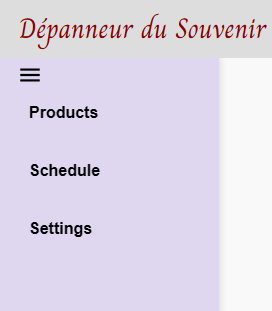 Dépanneur du Souvenir
Products
Schedule
Settings